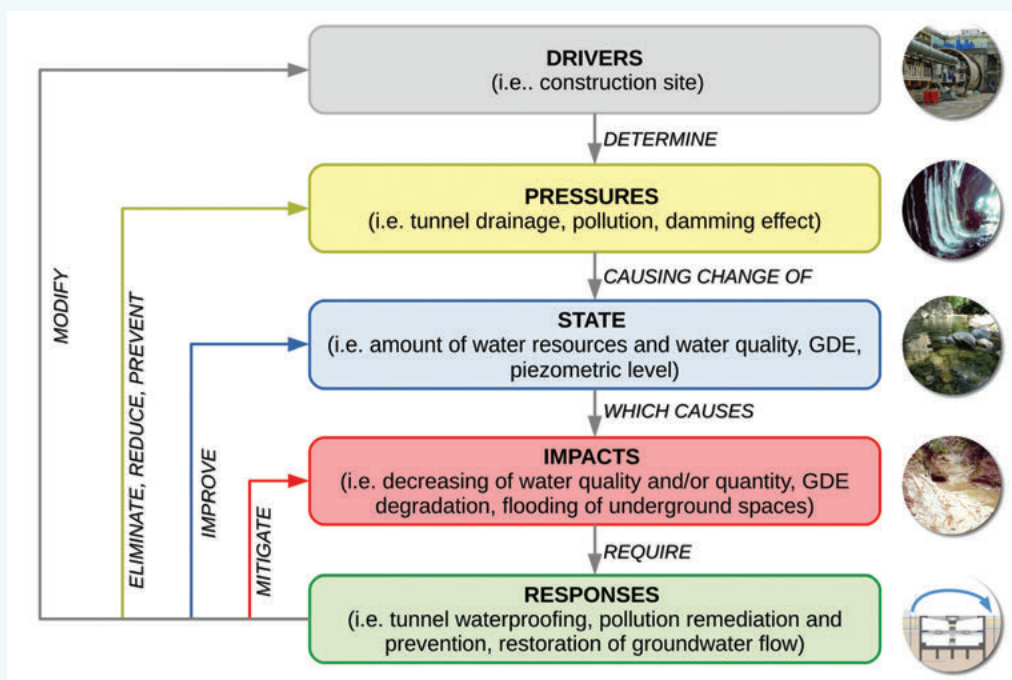 DRIVERS
(i.e.. construction site)
DETERMINE
PRESSURES
(i.e. tunnel drainage, pollution, damming effect)
CAUSING CHANGE OF
STATE
(i.e. amount of water resources and water quality, GDE,
piezometric level)
WHICH CAUSES
IMPACTS
(i.e. decreasing of water quality and/or quantity, GDE
degradation, flooding of underground spaces)
REQUIRE
RESPONSES
(i.e. tunnel waterproofing, pollution remediation and
prevention, restoration of groundwater flow)
MODIFY
ELIMINATE, REDUCE, PREVENT
IMPROVE
MITIGATE